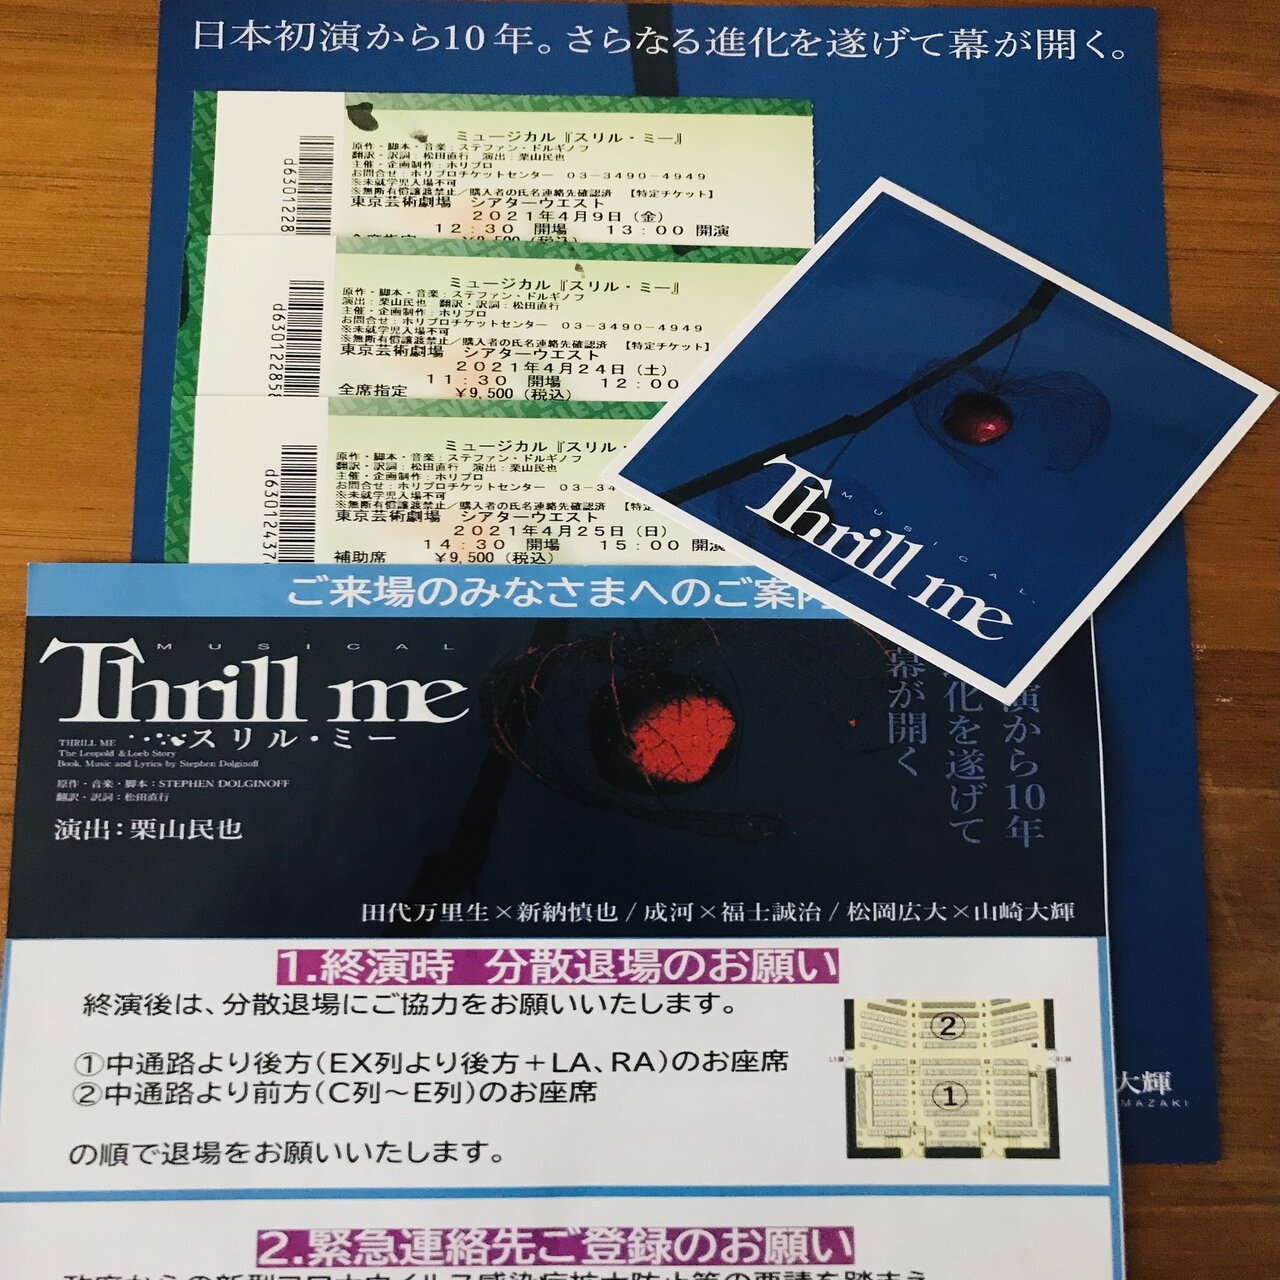 日本初演から10年。さらなる進化を遂げて幕が開く。
d6301228
ミュージカル『スリル・ミー』
原作・脚本・音楽:ステファン・ドルギノフ
翻訳・訳詞:松田直行 演出:栗山民也
主催・企画制作:ホリプロ
お問合せ:ホリプロチケットセンター 03-3490-4949
※未就学児入場不可
※無断有償譲渡禁止/購入者の氏名連絡先確認済 【特定チケット】
東京芸術劇場 シアターウエスト
2021年4月9日(金)
12:30 開場 13:00 開演
全席指定 ¥9,500(税込)
d63012285
ミュージカル『スリル・ミー』
原作・脚本・音楽:ステファン・ドルギノフ
演出:栗山民也 翻訳・訳詞:松田直行
主催・企画制作:ホリプロ
お問合せ:ホリプロチケットセンター 03-3490-4949
※未就学児入場不可
※無断有償譲渡禁止/購入者の氏名連絡先確認済 【特定チケット】
東京芸術劇場 シアターウエスト
2021年4月24日(土)
11:30 開場 12:00
全席指定 ¥9,500(税込)
d6301243
ミュージカル『スリル・
原作・脚本・音楽:ステファン・ドルギノフ
翻訳・訳詞:松田直行 演出:栗山民也
主催・企画制作:ホリプロ
お問合せ:ホリプロチケットセンター 03-34
※未就学児入場不可
※無断有償譲渡禁止/購入者の氏名連絡先確認済 【特定
東京芸術劇場 シアターウエスト
2021年4月25日(日)
14:30 開場 15:00 開演
補助席 ¥9,500(税込)
MUSICAL
Thrill me
ご来場のみなさまへのご案内
MUSICAL
Thrill me
スリル・ミー
THRILL ME
The Leopold & Loeb Story
Book, Music and Lyrics by Stephen Dolginoff
原作・音楽・脚本:STEPHEN DOLGINOFF
翻訳・訳詞:松田直行
演出:栗山民也
演から10年
化を遂げて
幕が開く
田代万里生×新納慎也/成河×福士誠治/松岡広大×山崎大輝
大輝
MAZAKI
1.終演時 分散退場のお願い
終演後は、分散退場にご協力をお願いいたします。
①中通路より後方(EX列より後方+LA、RA)のお座席
②中通路より前方(C列~E列)のお座席
の順で退場をお願いいたします。
②
①
2.緊急連絡先ご登録のお願い